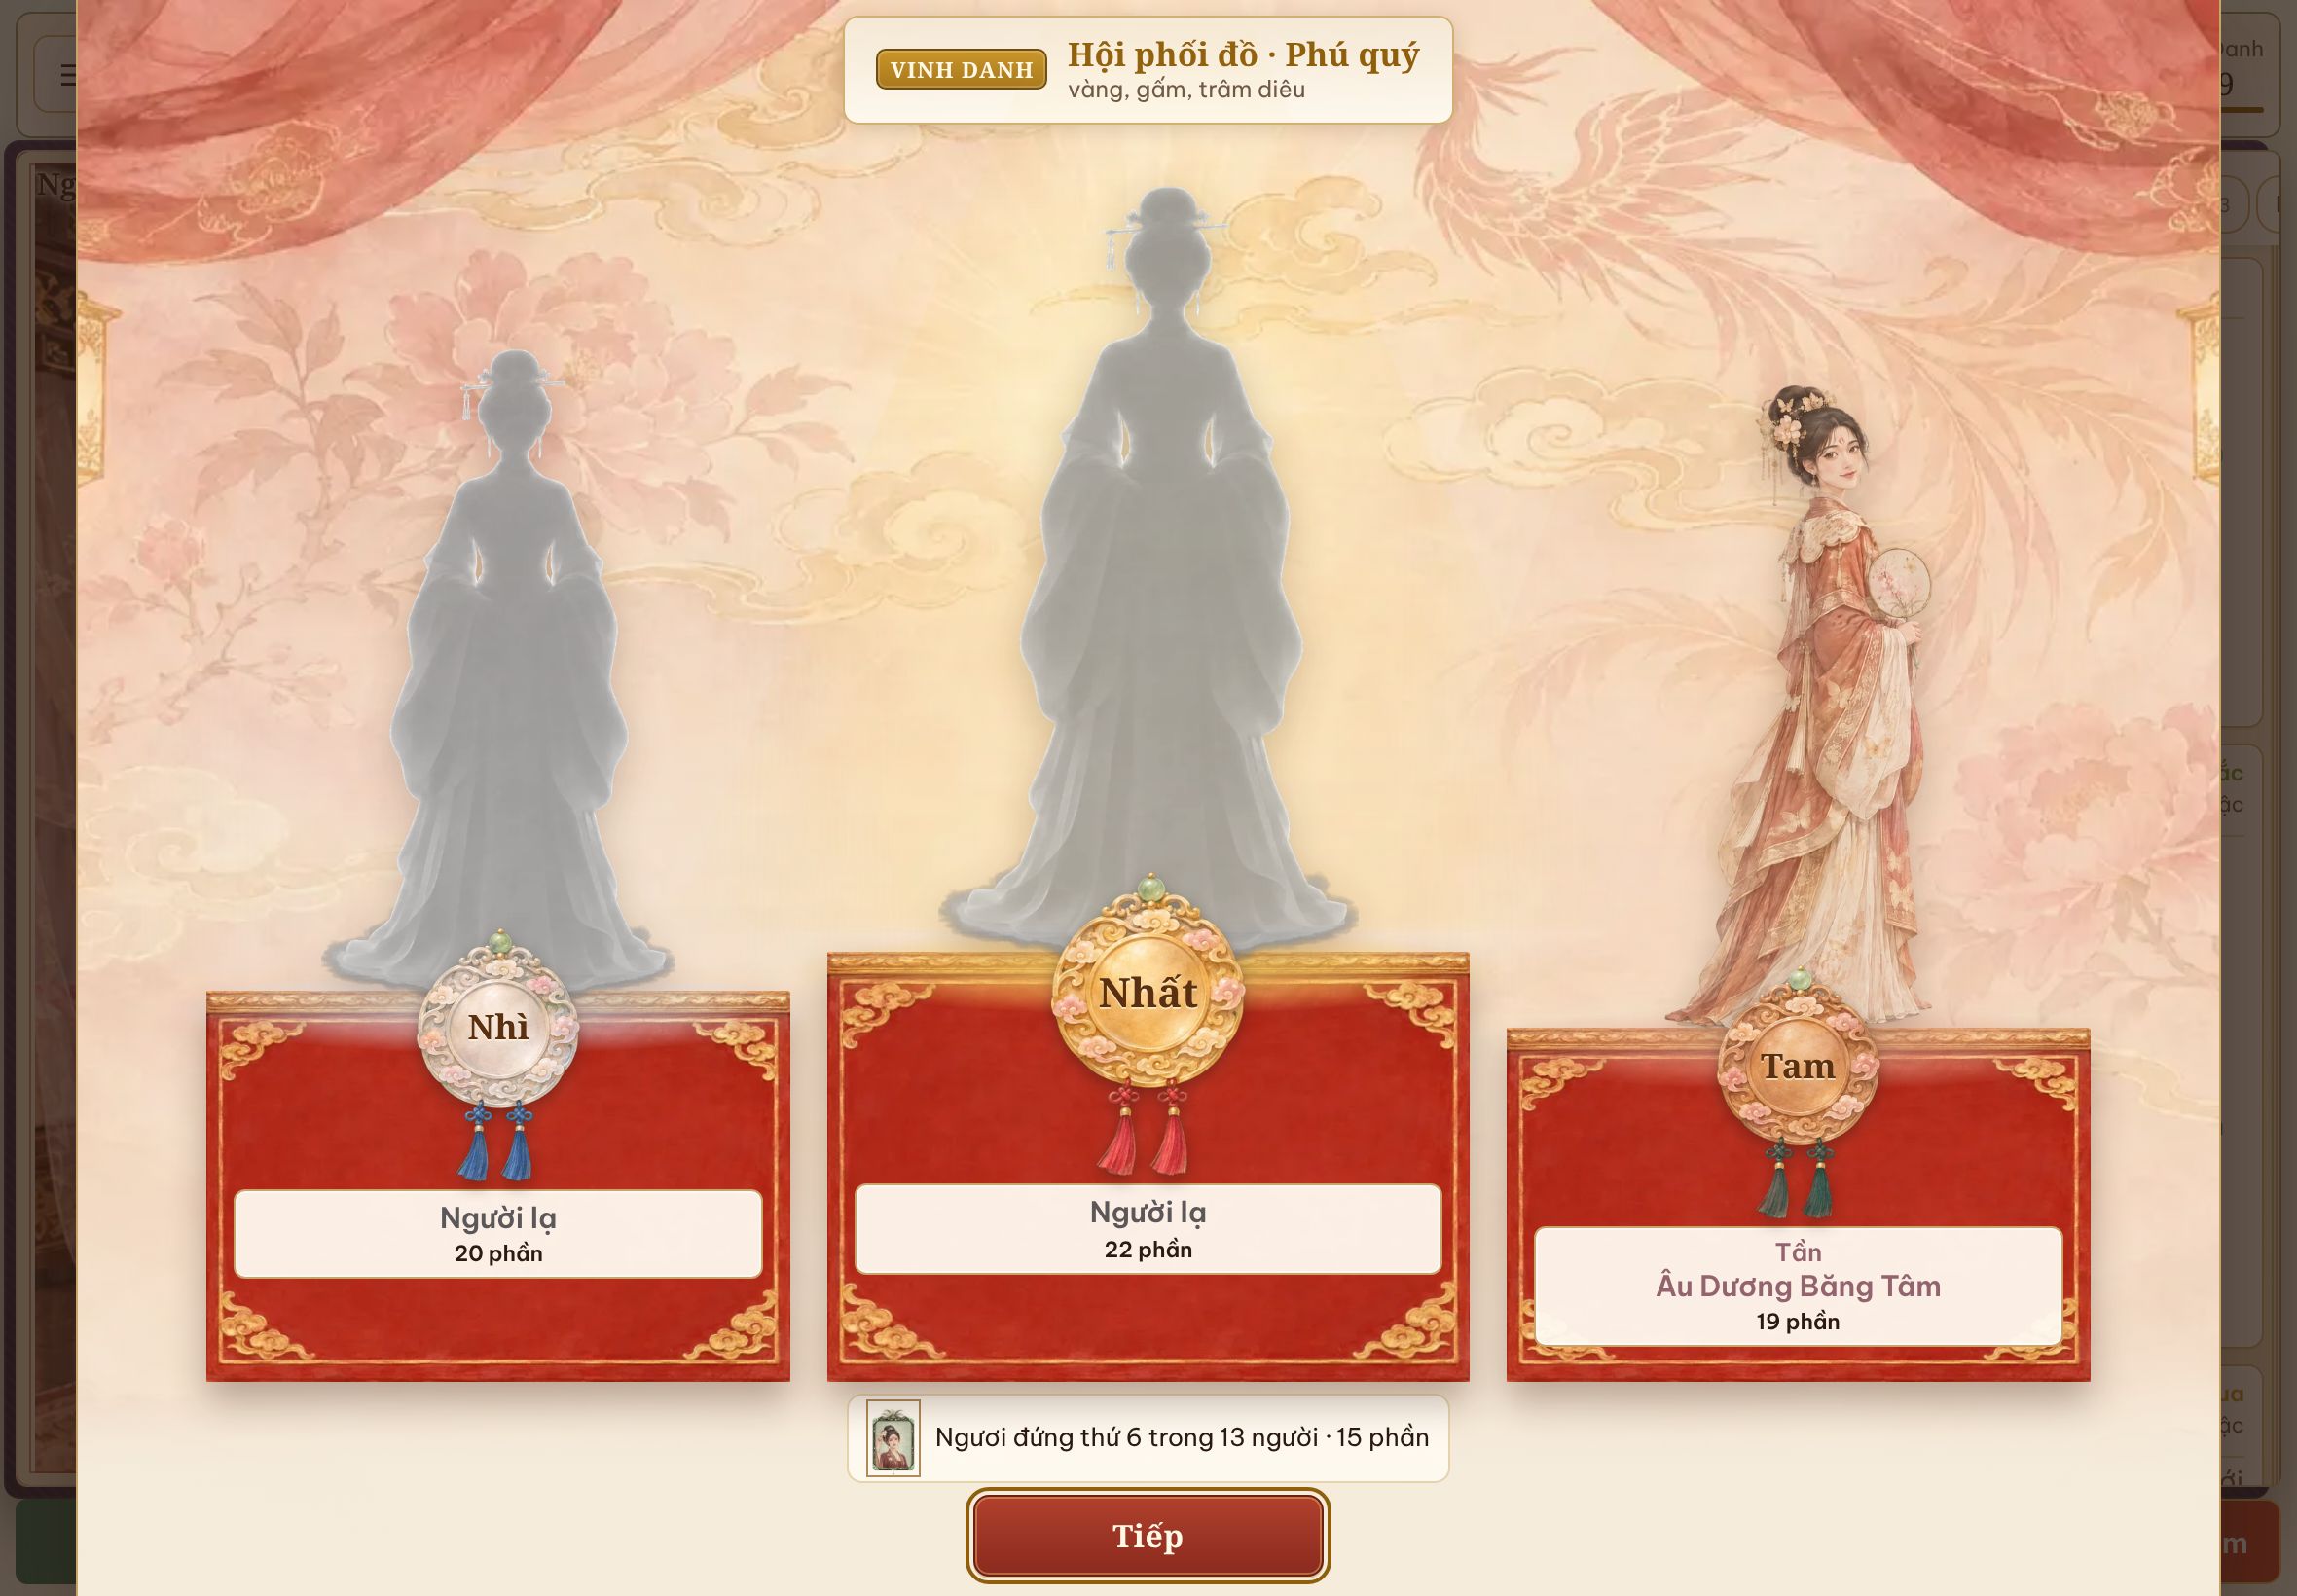 VINH DANH
Hội phối đồ · Phú quý
vàng, gấm, trâm diêu
Nhì
Người lạ
20 phần
Nhất
Người lạ
22 phần
Tam
Tần
Âu Dương Băng Tâm
19 phần
Ngươi đứng thứ 6 trong 13 người · 15 phần
Tiếp